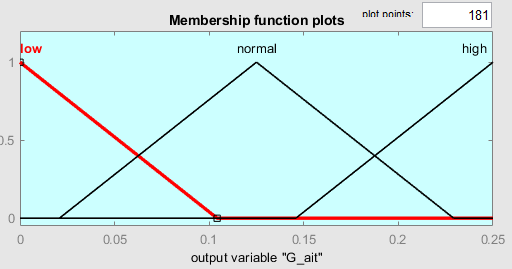 Membership function plots
plot points:
181
low normal high
1
0.5
0
0 0.05 0.1 0.15 0.2 0.25
output variable "G_ait"